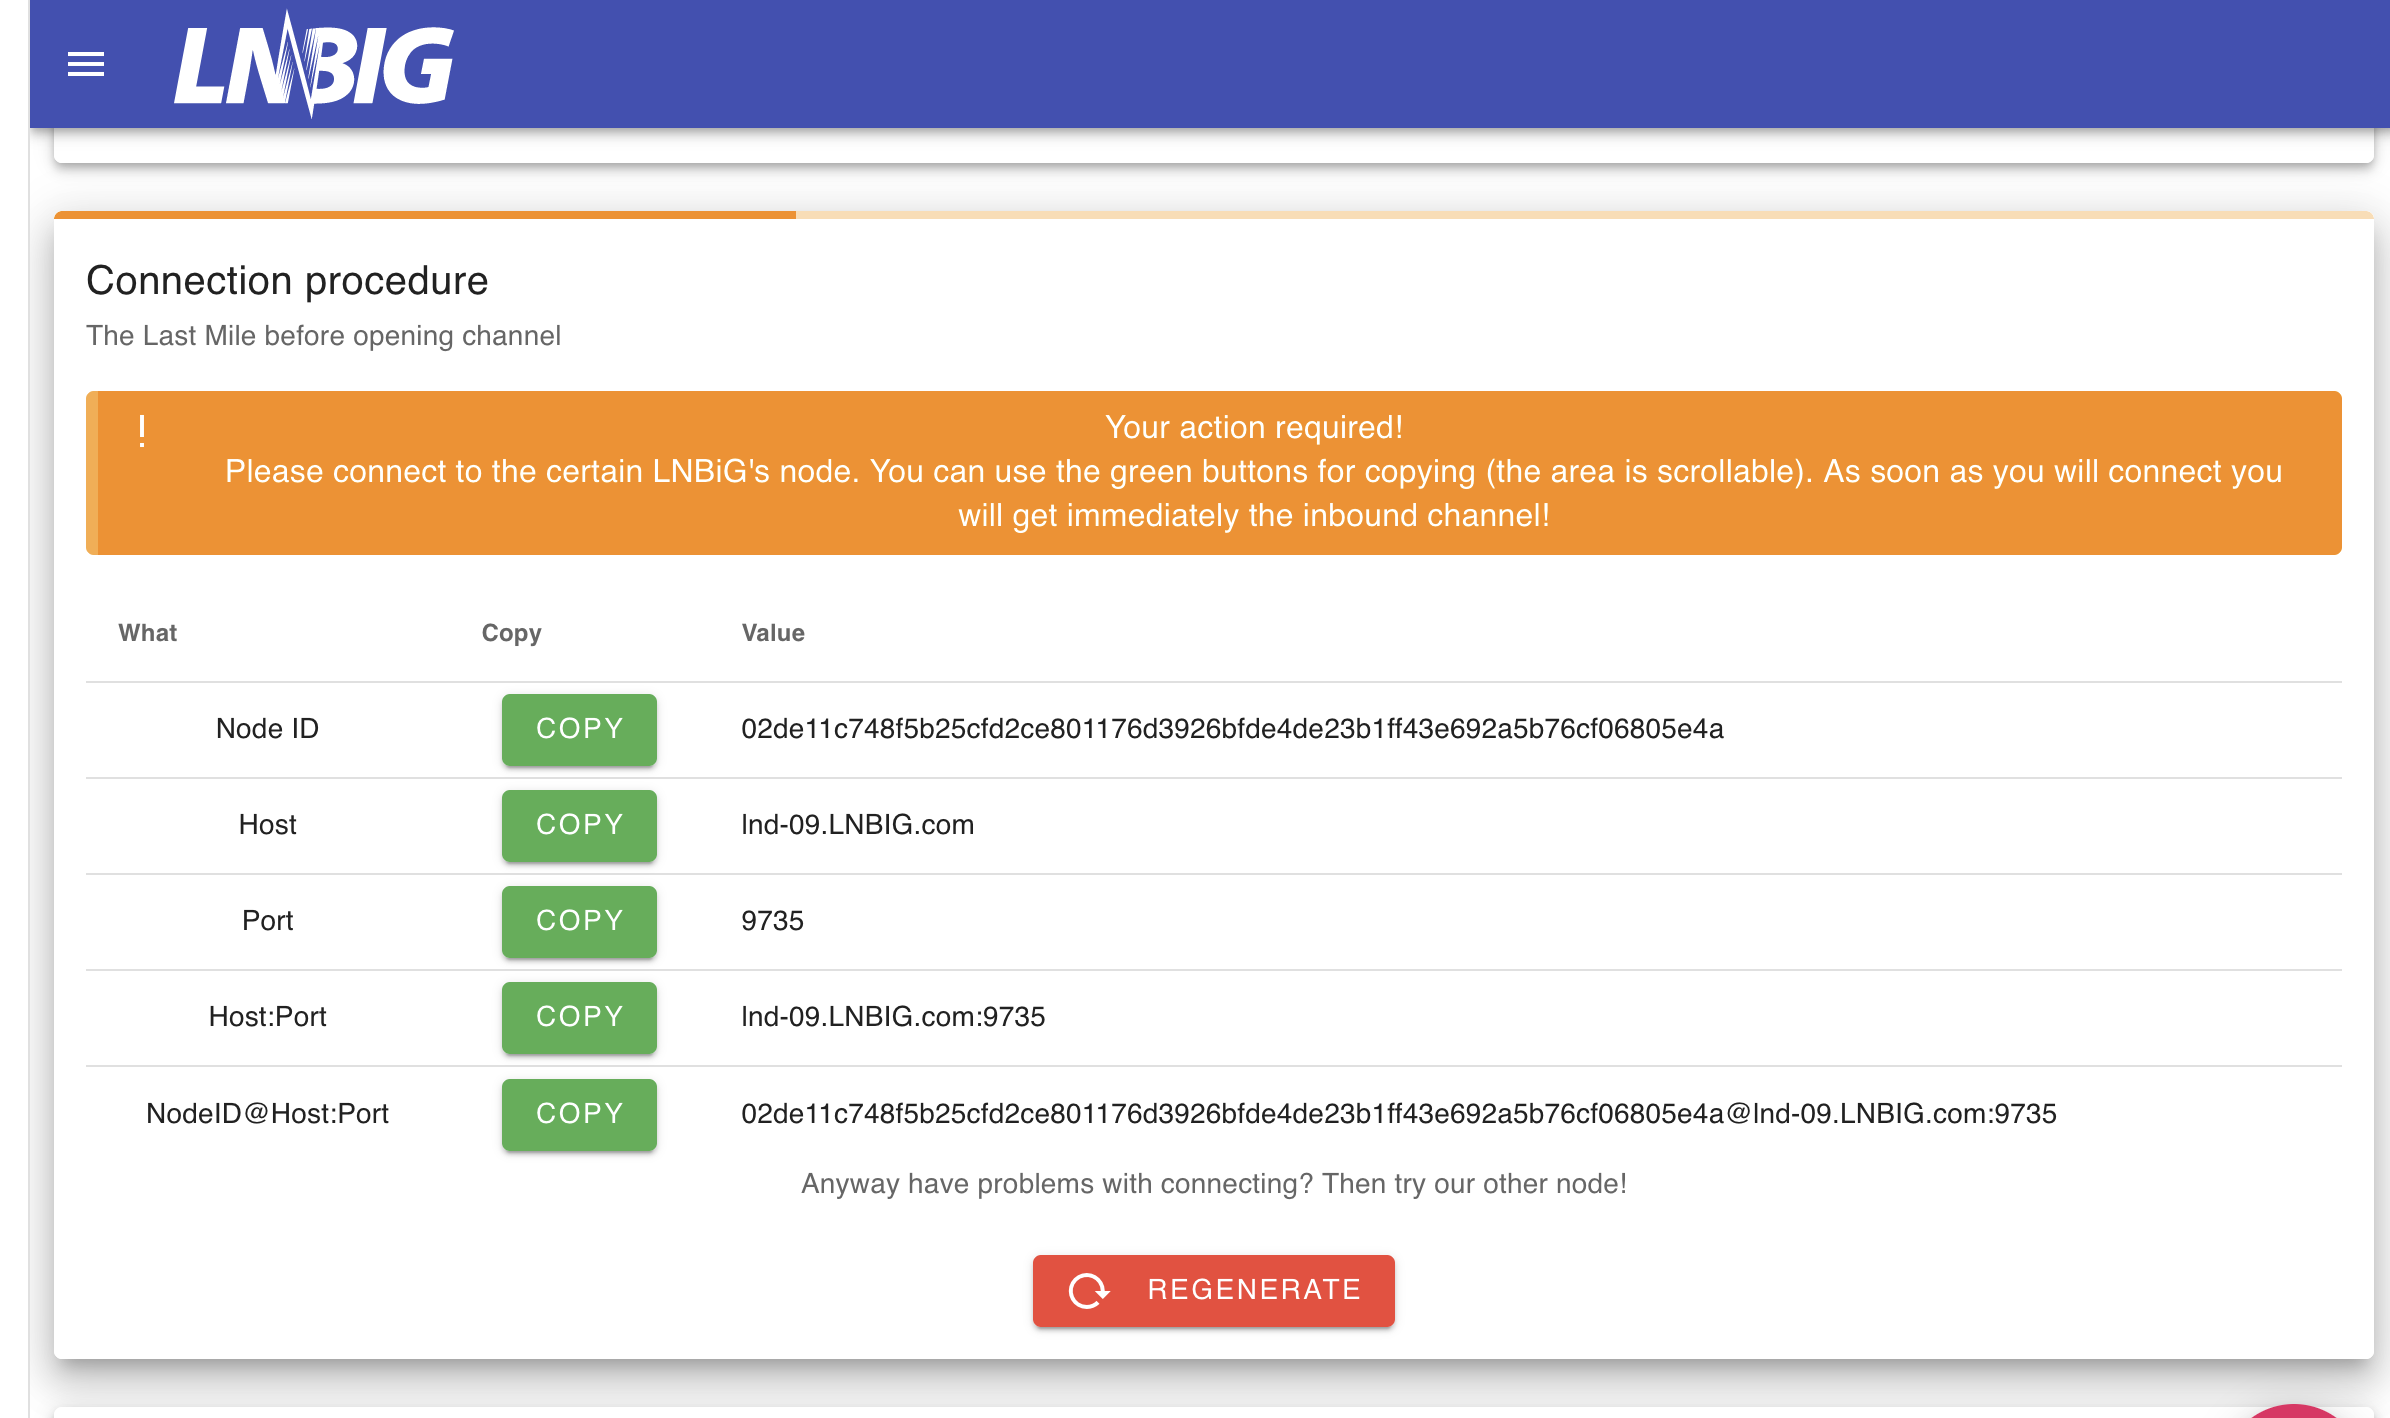 LNBIG
Connection procedure
The Last Mile before opening channel
!
Your action required!
Please connect to the certain LNBiG's node. You can use the green buttons for copying (the area is scrollable). As soon as you will connect you
will get immediately the inbound channel!
What Copy Value
Node ID COPY 02de11c748f5b25cfd2ce801176d3926bfde4de23b1ff43e692a5b76cf06805e4a
Host COPY lnd-09.LNBIG.com
Port COPY 9735
Host:Port COPY lnd-09.LNBIG.com:9735
NodeID@Host:Port COPY 02de11c748f5b25cfd2ce801176d3926bfde4de23b1ff43e692a5b76cf06805e4a@lnd-09.LNBIG.com:9735
Anyway have problems with connecting? Then try our other node!
REGENERATE